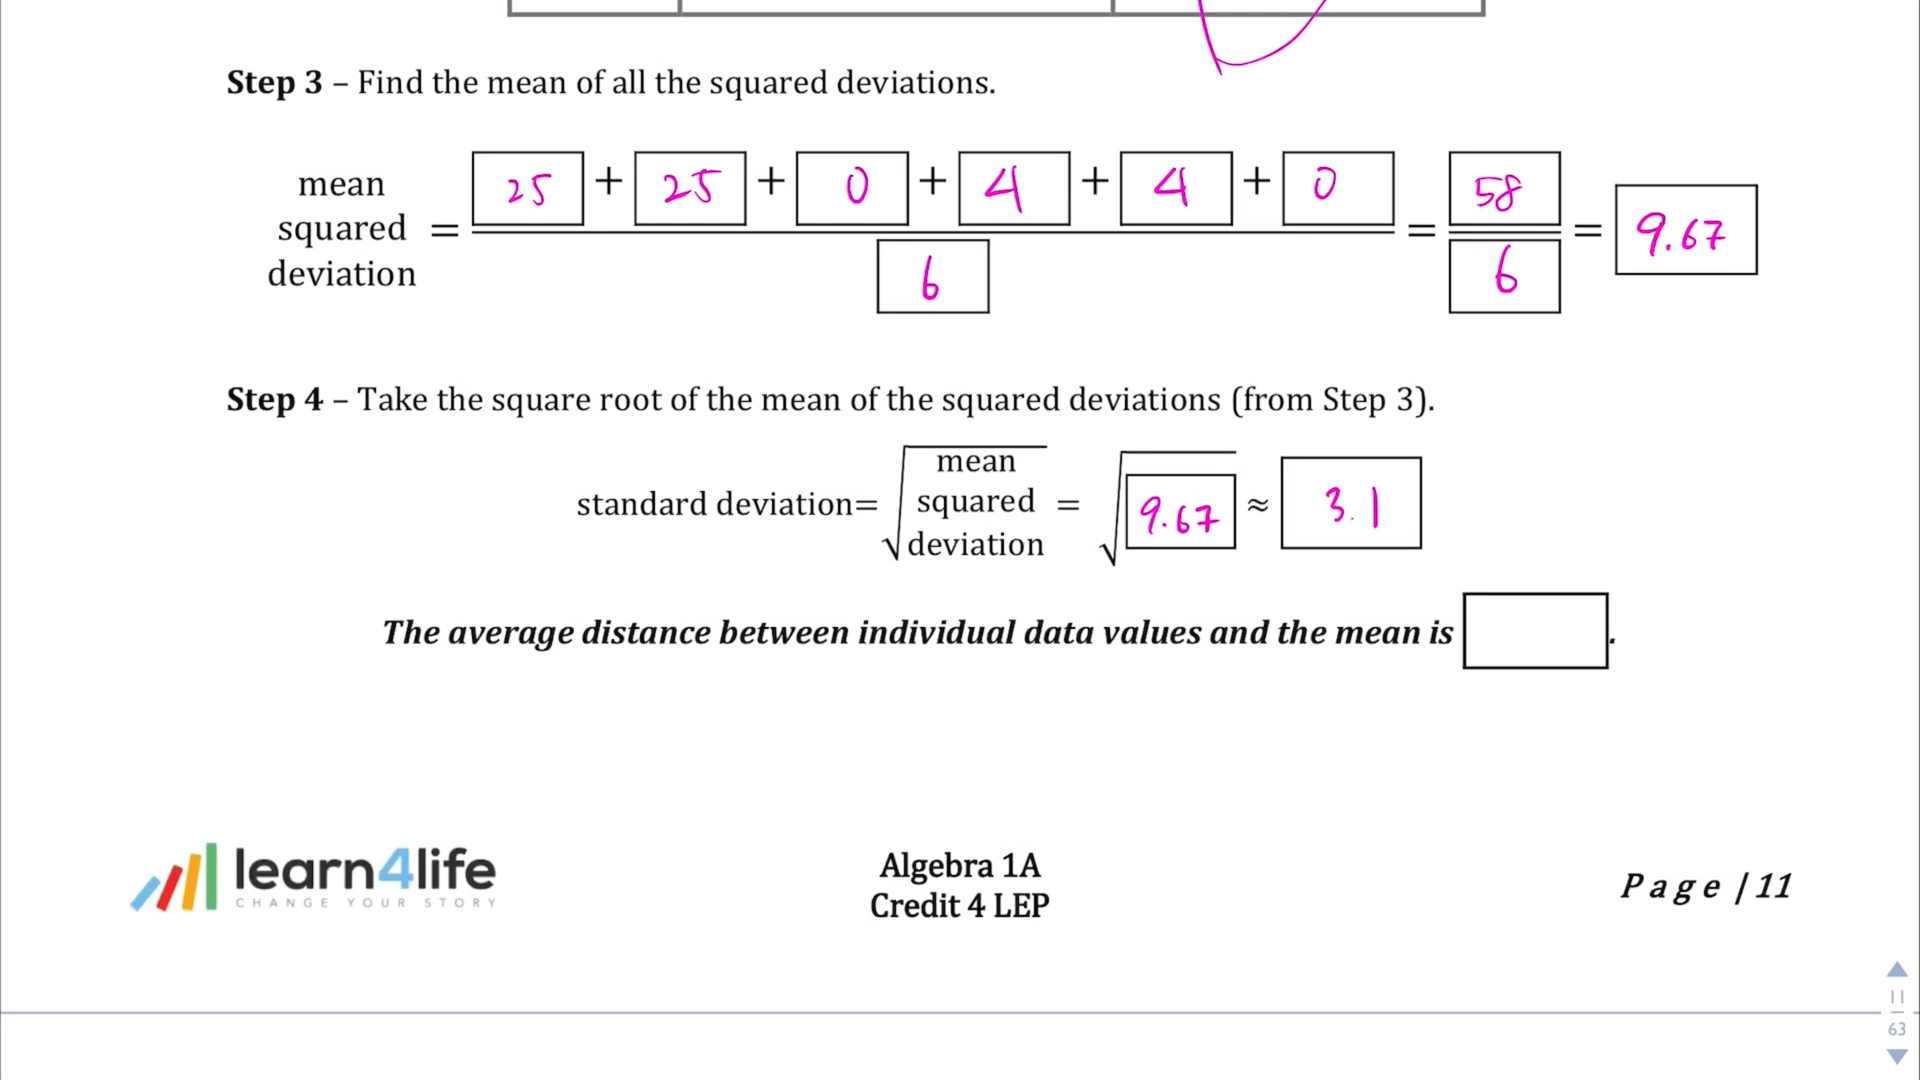 Step 3 – Find the mean of all the squared deviations.
mean squared deviation = 25 + 25 + 0 + 4 + 4 + 0 / 6 = 58 / 6 = 9.67
Step 4 – Take the square root of the mean of the squared deviations (from Step 3).
standard deviation= √ mean squared deviation = √ 9.67 ≈ 3.1
The average distance between individual data values and the mean is .
learn4life
CHANGE YOUR STORY
Algebra 1A
Credit 4 LEP
Page |11
11
63